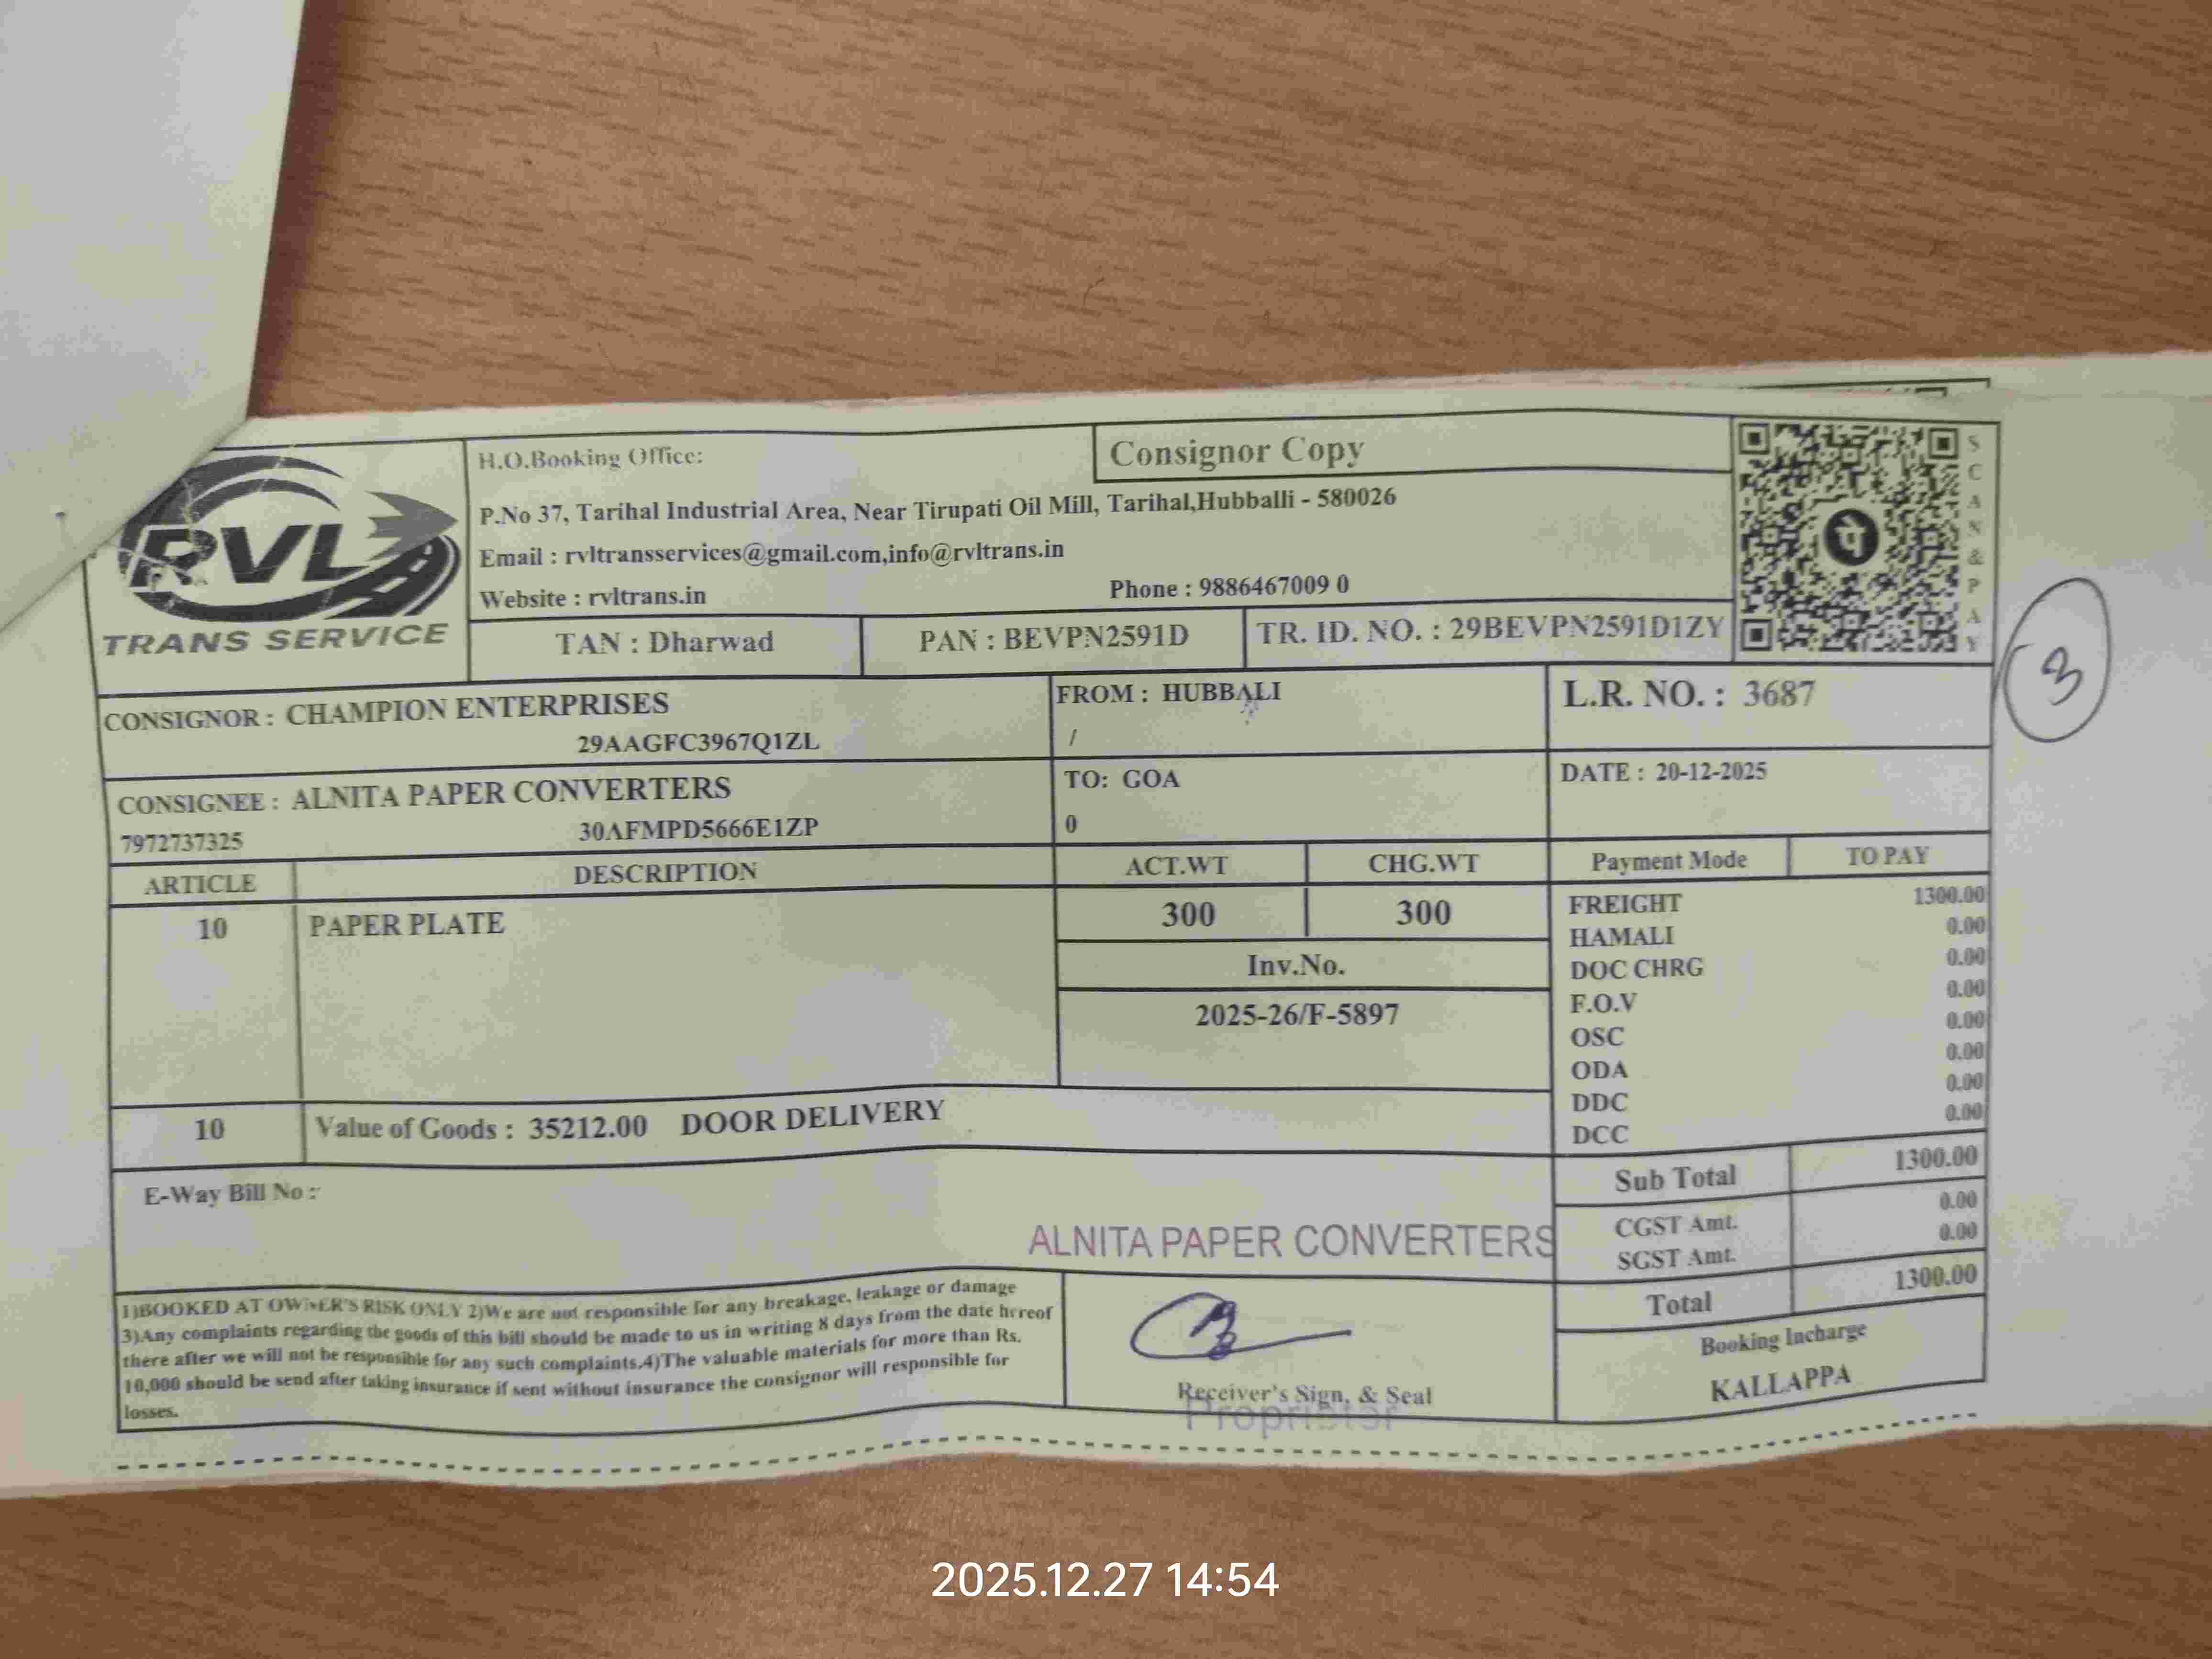 RVL
TRANS SERVICE
H.O.Booking Office:
Consignor Copy
P.No 37, Tarihal Industrial Area, Near Tirupati Oil Mill, Tarihal,Hubballi - 580026
Email : rvltransservices@gmail.com,info@rvltrans.in
Website : rvltrans.in Phone : 9886467009 0
TAN : Dharwad PAN : BEVPN2591D TR. ID. NO. : 29BEVPN2591D1ZY
पे
SCAN&PAY
3
CONSIGNOR : CHAMPION ENTERPRISES
29AAGFC3967Q1ZL
FROM : HUBBALI
/
L.R. NO. : 3687
CONSIGNEE : ALNITA PAPER CONVERTERS
7972737325 30AFMPD5666E1ZP
TO: GOA
0
DATE : 20-12-2025
ARTICLE DESCRIPTION ACT.WT CHG.WT Payment Mode TO PAY
10 PAPER PLATE 300 300
Inv.No.
2025-26/F-5897
FREIGHT 1300.00
HAMALI 0.00
DOC CHRG 0.00
F.O.V 0.00
OSC 0.00
ODA 0.00
DDC 0.00
DCC 0.00
10 Value of Goods : 35212.00 DOOR DELIVERY
Sub Total 1300.00
E-Way Bill No :
CGST Amt. 0.00
SGST Amt. 0.00
ALNITA PAPER CONVERTERS
Total 1300.00
1)BOOKED AT OWNER'S RISK ONLY 2)We are not responsible for any breakage, leakage or damage
3)Any complaints regarding the goods of this bill should be made to us in writing 8 days from the date hereof
there after we will not be responsible for any such complaints.4)The valuable materials for more than Rs.
10,000 should be send after taking insurance if sent without insurance the consignor will responsible for
losses.
Receiver's Sign, & Seal
Proprietor
Booking Incharge
KALLAPPA
2025.12.27 14:54